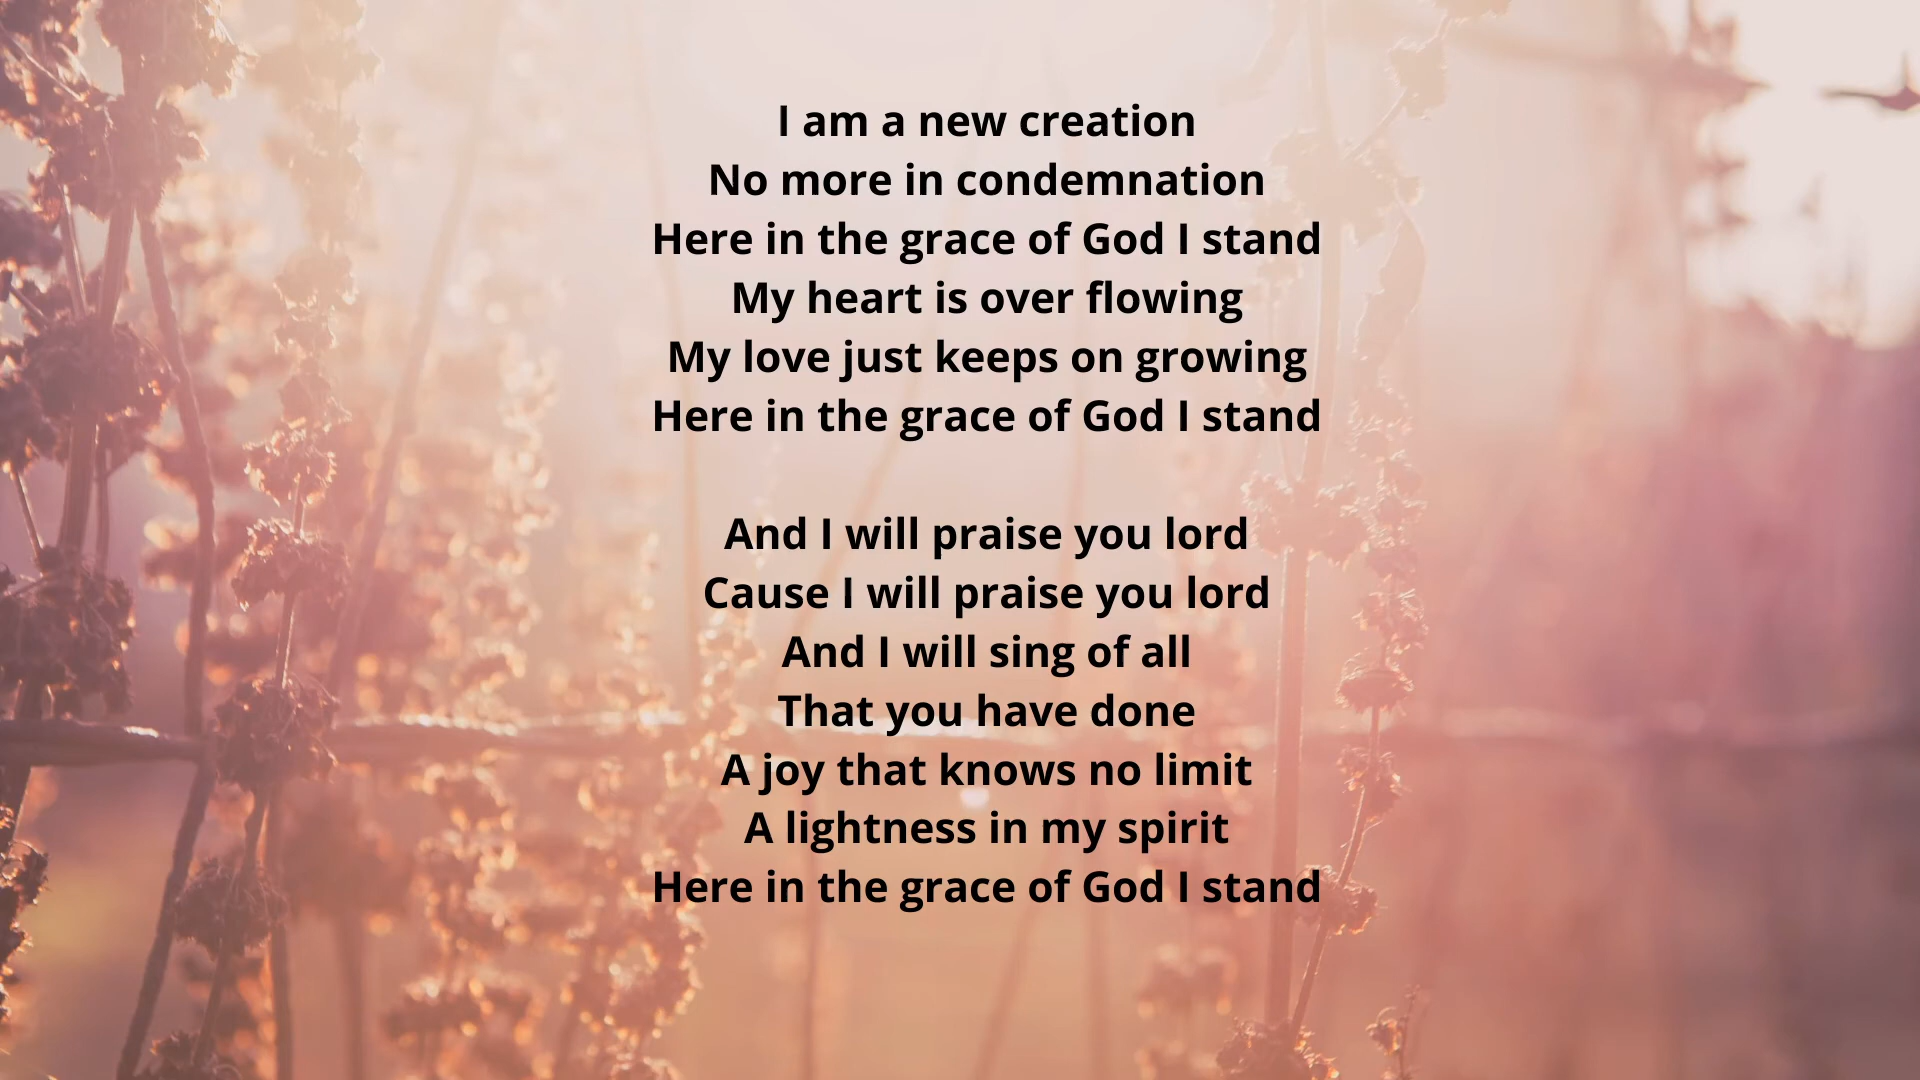 I am a new creation
No more in condemnation
Here in the grace of God I stand
My heart is over flowing
My love just keeps on growing
Here in the grace of God I stand
And I will praise you lord
Cause I will praise you lord
And I will sing of all
That you have done
A joy that knows no limit
A lightness in my spirit
Here in the grace of God I stand